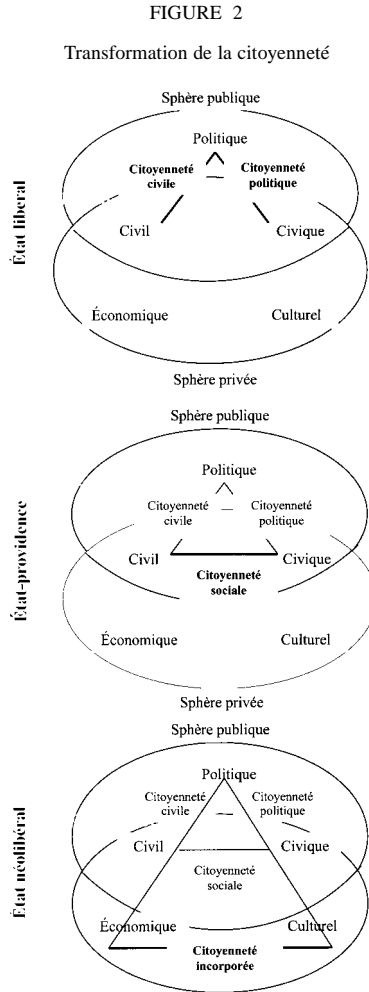 FIGURE 2
Transformation de la citoyenneté
Sphère publique
Politique
Citoyenneté civile
Citoyenneté politique
État libéral
Civil
Civique
Économique
Culturel
Sphère privée
Sphère publique
Politique
Citoyenneté civile
Citoyenneté politique
État-providence
Civil
Civique
Citoyenneté
sociale
Économique
Culturel
Sphère privée
Sphère publique
Politique
Citoyenneté civile
Citoyenneté politique
État néolibéral
Civil
Civique
Citoyenneté
sociale
Économique
Culturel
Citoyenneté
incorporée